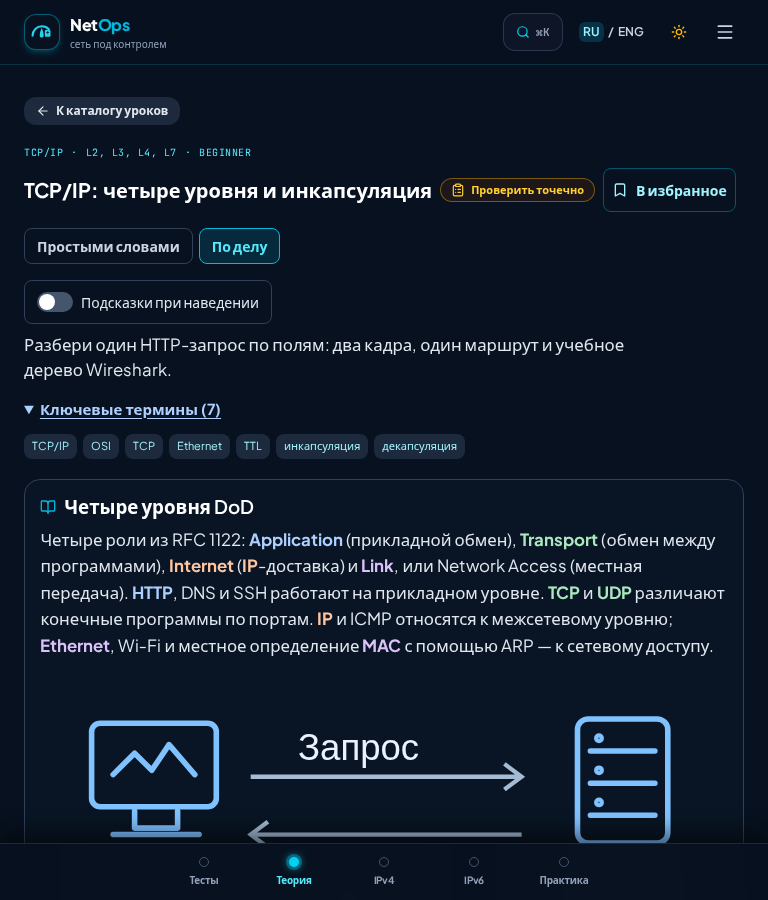 NetOps
сеть под контролем
⌘K
RU / ENG
К каталогу уроков
TCP/IP · L2, L3, L4, L7 · BEGINNER
TCP/IP: четыре уровня и инкапсуляция
Проверить точечно
В избранное
Простыми словами
По делу
Подсказки при наведении
Разбери один HTTP-запрос по полям: два кадра, один маршрут и учебное
дерево Wireshark.
Ключевые термины (7)
TCP/IP OSI TCP Ethernet TTL инкапсуляция декапсуляция
Четыре уровня DoD
Четыре роли из RFC 1122: Application (прикладной обмен), Transport (обмен между
программами), Internet (IP-доставка) и Link, или Network Access (местная
передача). HTTP, DNS и SSH работают на прикладном уровне. TCP и UDP различают
конечные программы по портам. IP и ICMP относятся к межсетевому уровню;
Ethernet, Wi-Fi и местное определение MAC с помощью ARP — к сетевому доступу.
Запрос
Тесты Теория IPv4 IPv6 Практика